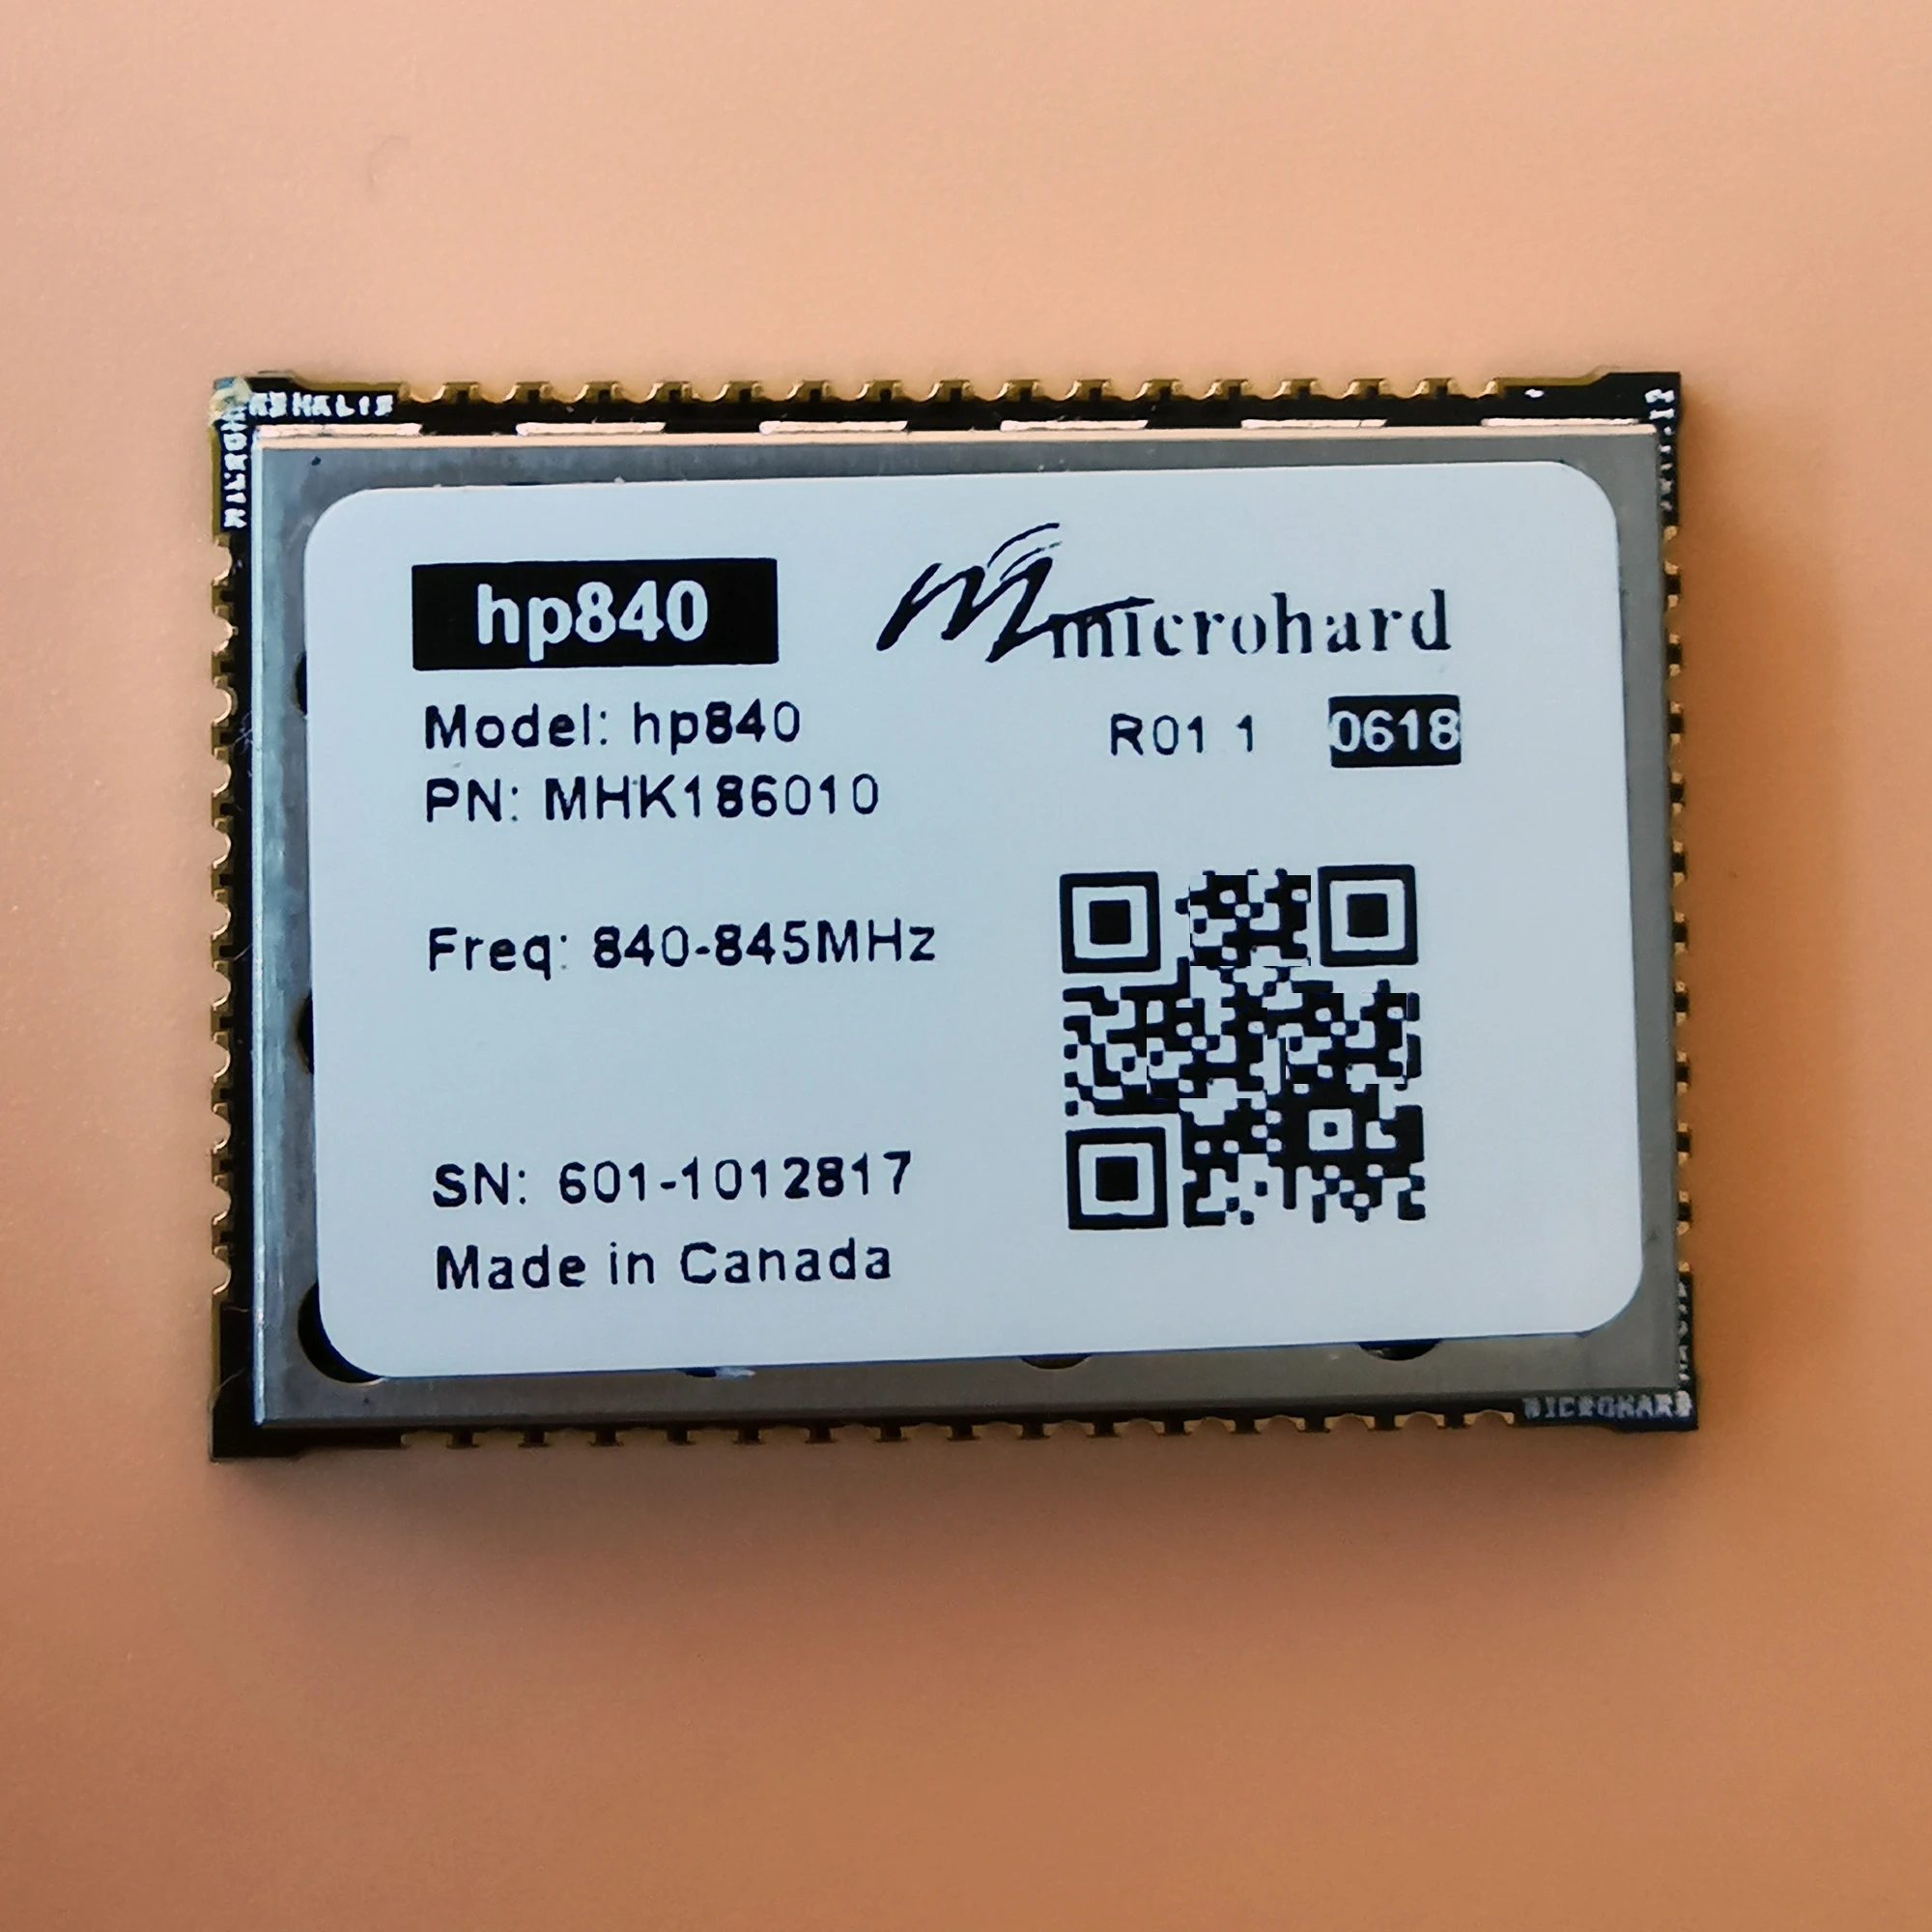 hp840
microhard
Model: hp840
R01 1 0618
PN: MHK186010
Freq: 840-845MHz
SN: 601-1012817
Made in Canada
MICROHARD